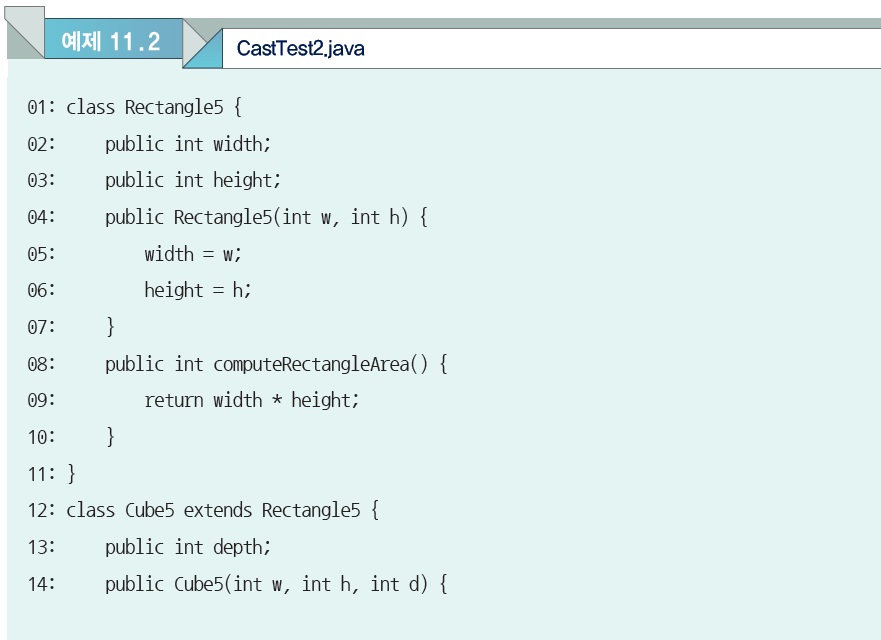 예제 11.2
CastTest2.java
01: class Rectangle5 {
02:     public int width;
03:     public int height;
04:     public Rectangle5(int w, int h) {
05:         width = w;
06:         height = h;
07:     }
08:     public int computeRectangleArea() {
09:         return width * height;
10:     }
11: }
12: class Cube5 extends Rectangle5 {
13:     public int depth;
14:     public Cube5(int w, int h, int d) {